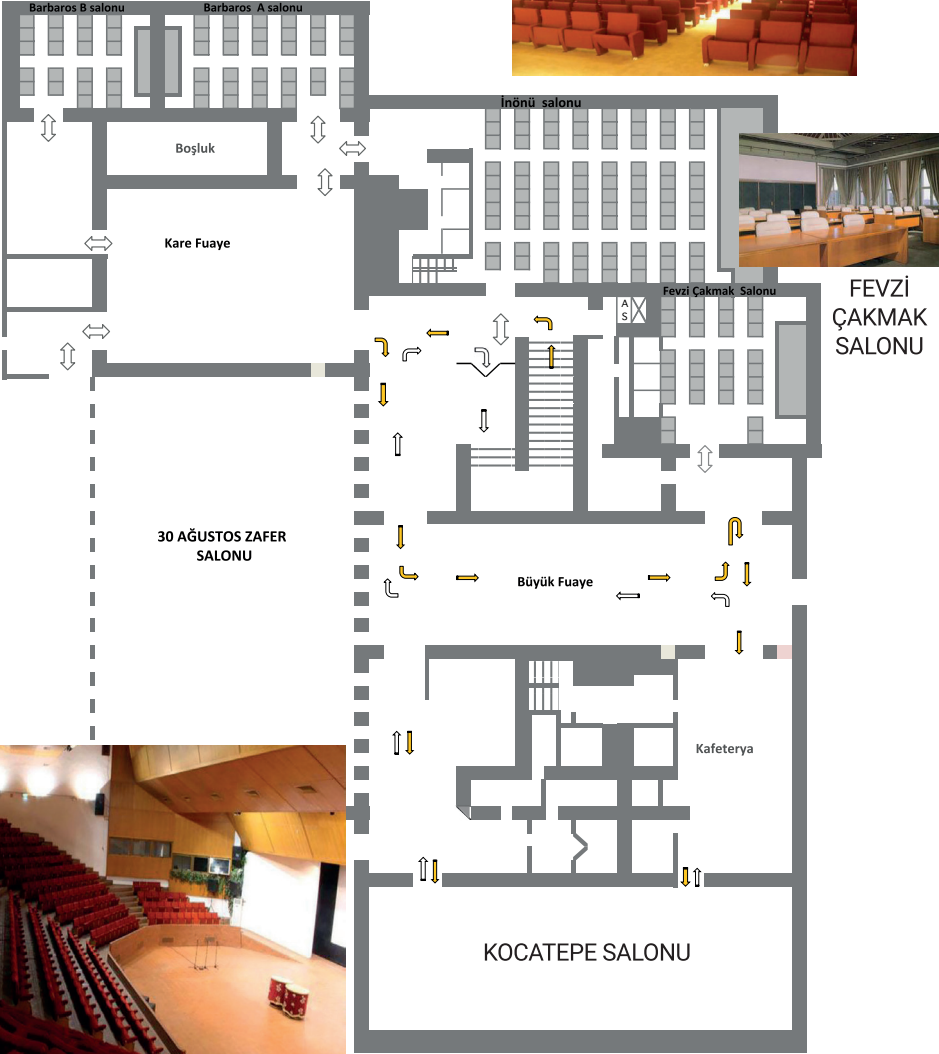 Barbaros B salonu
Barbaros A salonu
İnönü salonu
Boşluk
Kare Fuaye
Fevzi Çakmak Salonu
FEVZİ
ÇAKMAK
SALONU
A
S
30 AĞUSTOS ZAFER
SALONU
Büyük Fuaye
Kafeterya
KOCATEPE SALONU